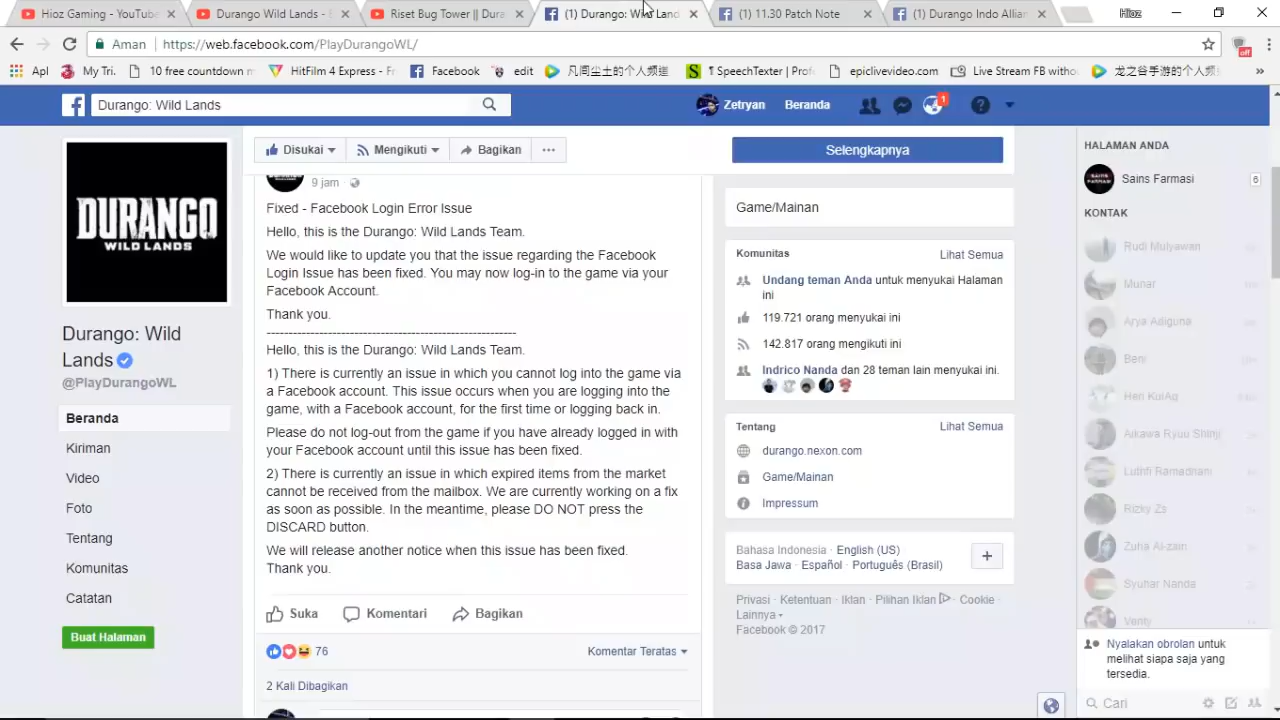 Hioz Gaming - YouTube
Durango Wild Lands -
Riset Bug Tower || Dura
(1) Durango: Wild Lands
(1) 11.30 Patch Note
(1) Durango Indo Allian
Hioz
Aman
https://web.facebook.com/PlayDurangoWL/
off
Apl
My Tri.
10 free countdown
HitFilm 4 Express - Fr
Facebook
edit
凡间尘土的个人频道
¶ SpeechTexter | Prof
epiclivevideo.com
Live Stream FB witho
龙之谷手游的个人频
»
Durango: Wild Lands
Zetryan
Beranda
1
DURANGO
WILD LANDS
Durango: Wild
Lands
@PlayDurangoWL
Beranda
Kiriman
Video
Foto
Tentang
Komunitas
Catatan
Buat Halaman
Disukai
Mengikuti
Bagikan
Selengkapnya
9 jam
Fixed - Facebook Login Error Issue
Hello, this is the Durango: Wild Lands Team.
We would like to update you that the issue regarding the Facebook
Login Issue has been fixed. You may now log-in to the game via your
Facebook Account.
Thank you.
----------------------------------------------------------
Hello, this is the Durango: Wild Lands Team.
1) There is currently an issue in which you cannot log into the game via
a Facebook account. This issue occurs when you are logging into the
game, with a Facebook account, for the first time or logging back in.
Please do not log-out from the game if you have already logged in with
your Facebook account until this issue has been fixed.
2) There is currently an issue in which expired items from the market
cannot be received from the mailbox. We are currently working on a fix
as soon as possible. In the meantime, please DO NOT press the
DISCARD button.
We will release another notice when this issue has been fixed.
Thank you.
Suka
Komentari
Bagikan
76
Komentar Teratas
2 Kali Dibagikan
Game/Mainan
Komunitas
Lihat Semua
Undang teman Anda untuk menyukai Halaman
ini
119.721 orang menyukai ini
142.817 orang mengikuti ini
Indrico Nanda dan 28 teman lain menyukai ini.
Tentang
Lihat Semua
durango.nexon.com
Game/Mainan
Impressum
Bahasa Indonesia · English (US)
Basa Jawa · Español · Português (Brasil)
Privasi · Ketentuan · Iklan · Pilihan Iklan · Cookie ·
Lainnya
Facebook © 2017
HALAMAN ANDA
Sains Farmasi
6
KONTAK
Rudi Mulyawan
Munar
Arya Adiguna
Beni
Heri KulAq
Aikawa Ryuu Shinji
Luthfi Ramadhani
Rizky Zs
Zuha Al-zain
Syuhar Nanda
Venty
Nyalakan obrolan untuk
melihat siapa saja yang
tersedia.
Cari